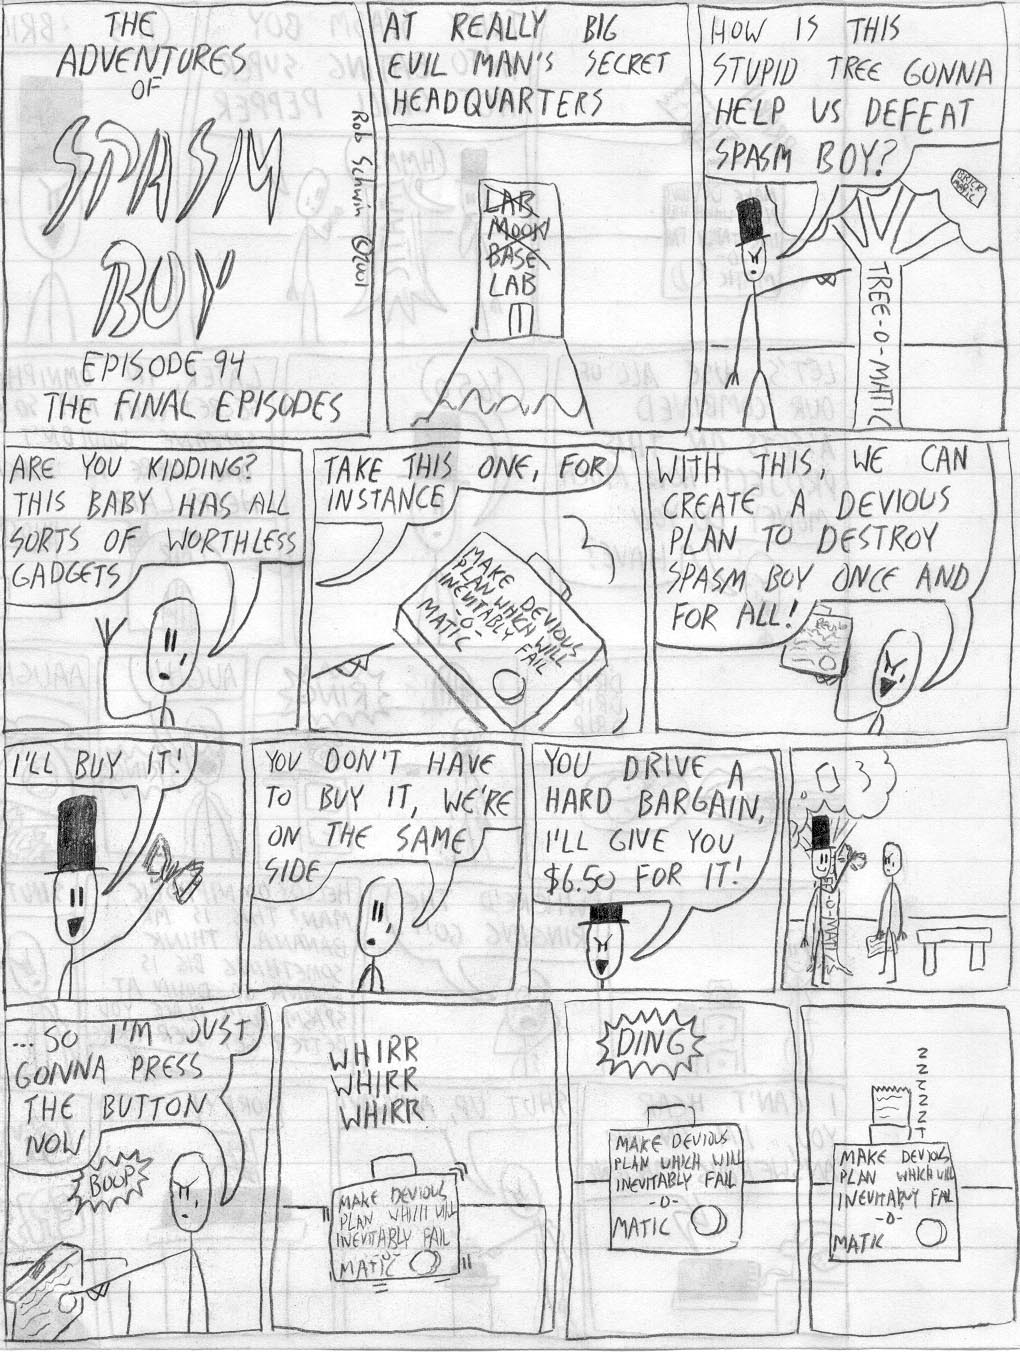 THE
ADVENTURES
OF
SPASM
BOY
EPISODE 94
THE FINAL EPISODES
Rob Schvin ©2001
AT REALLY BIG
EVIL MAN'S SECRET
HEADQUARTERS
LAB
MOON
BASE
LAB
HOW IS THIS
STUPID TREE GONNA
HELP US DEFEAT
SPASM BOY?
BRICK
MATIC
TREE-O-MATIC
ARE YOU KIDDING?
THIS BABY HAS ALL
SORTS OF WORTHLESS
GADGETS
TAKE THIS ONE, FOR
INSTANCE
MAKE DEVIOUS
PLAN WHICH WILL
INEVITABLY FAIL
-O-
MATIC
WITH THIS, WE CAN
CREATE A DEVIOUS
PLAN TO DESTROY
SPASM BOY ONCE AND
FOR ALL!
I'LL BUY IT!
YOU DON'T HAVE
TO BUY IT, WE'RE
ON THE SAME
SIDE
YOU DRIVE A
HARD BARGAIN,
I'LL GIVE YOU
$6.50 FOR IT!
E-O-MATI
...SO I'M JUST
GONNA PRESS
THE BUTTON
NOW
BOOP
WHIRR
WHIRR
WHIRR
MAKE DEVIOUS
PLAN WHICH WILL
INEVITABLY FAIL
-O-
MATIC
DING
MAKE DEVIOUS
PLAN WHICH WILL
INEVITABLY FAIL
-O-
MATIC
ZZZZZZT
MAKE DEVIOUS
PLAN WHICH WILL
INEVITABLY FAIL
-O-
MATIC